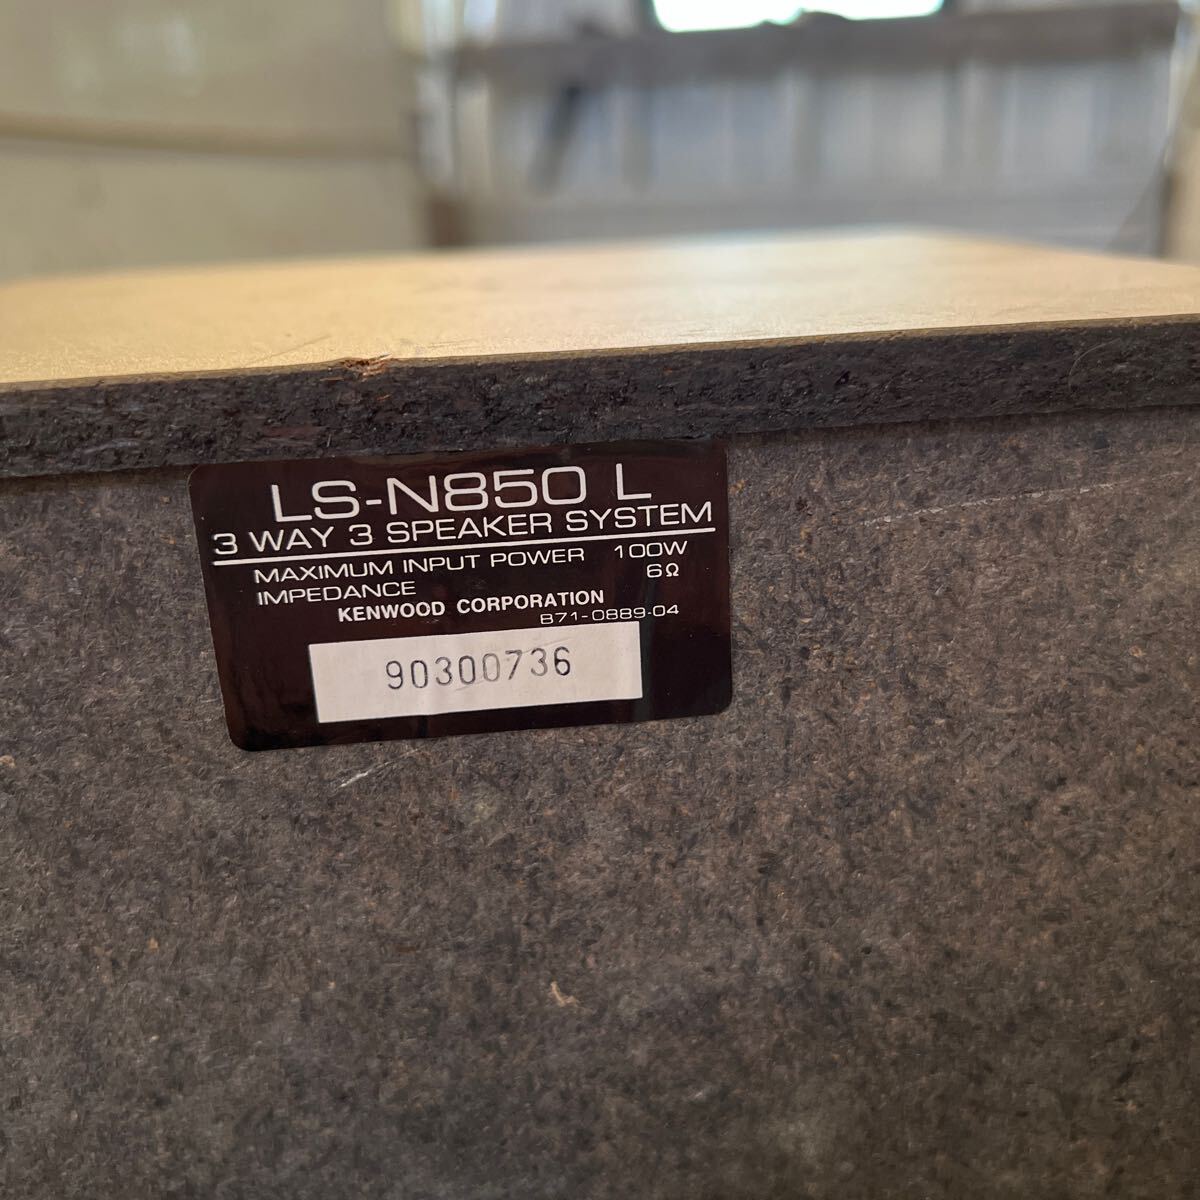 LS-N850 L
3 WAY 3 SPEAKER SYSTEM
MAXIMUM INPUT POWER 100W
IMPEDANCE 6Ω
KENWOOD CORPORATION
B71-0889-04
90300736